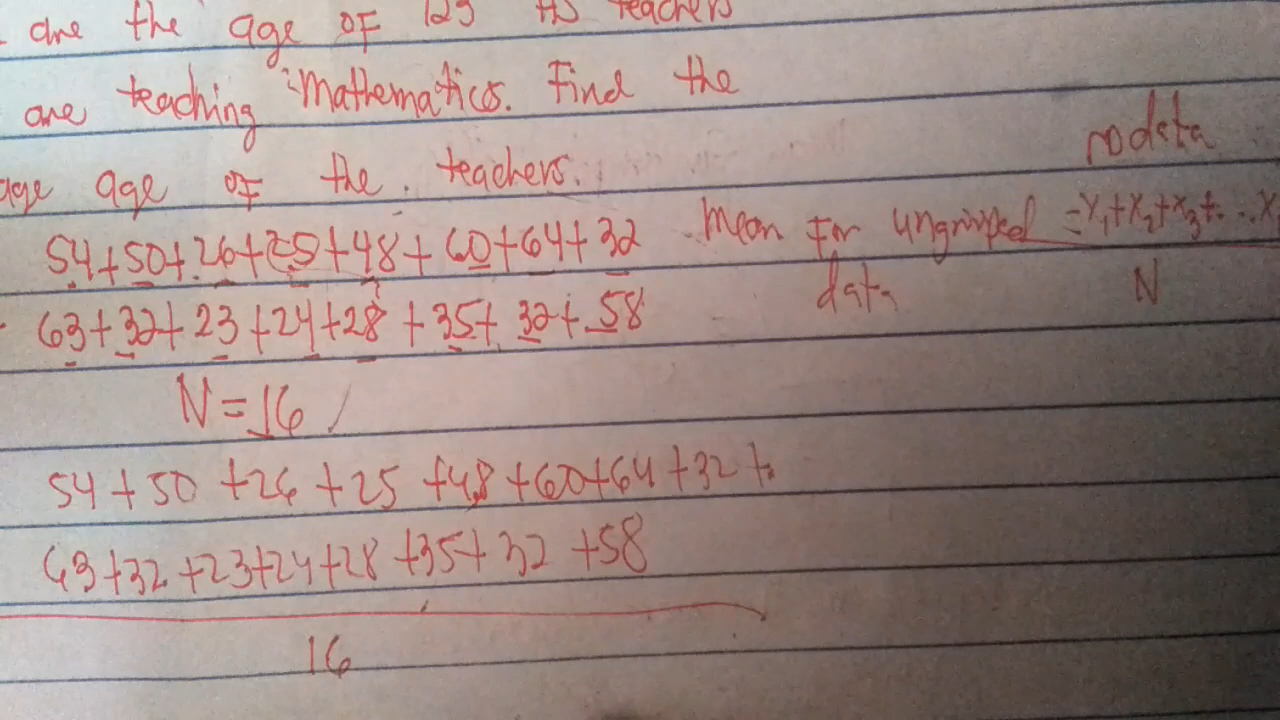 are the age of 123 HS teachers
are teaching mathematics. Find the
age age of the teachers.
no data
54+50+26+25+48+60+64+32
Mean For ungrouped =X₁+X₂+X₃+...X
data N
63+32+23+24+28+35+32+58
N=16
54+50+26+25+48+60+64+32+
63+32+23+24+28+35+32+58
16